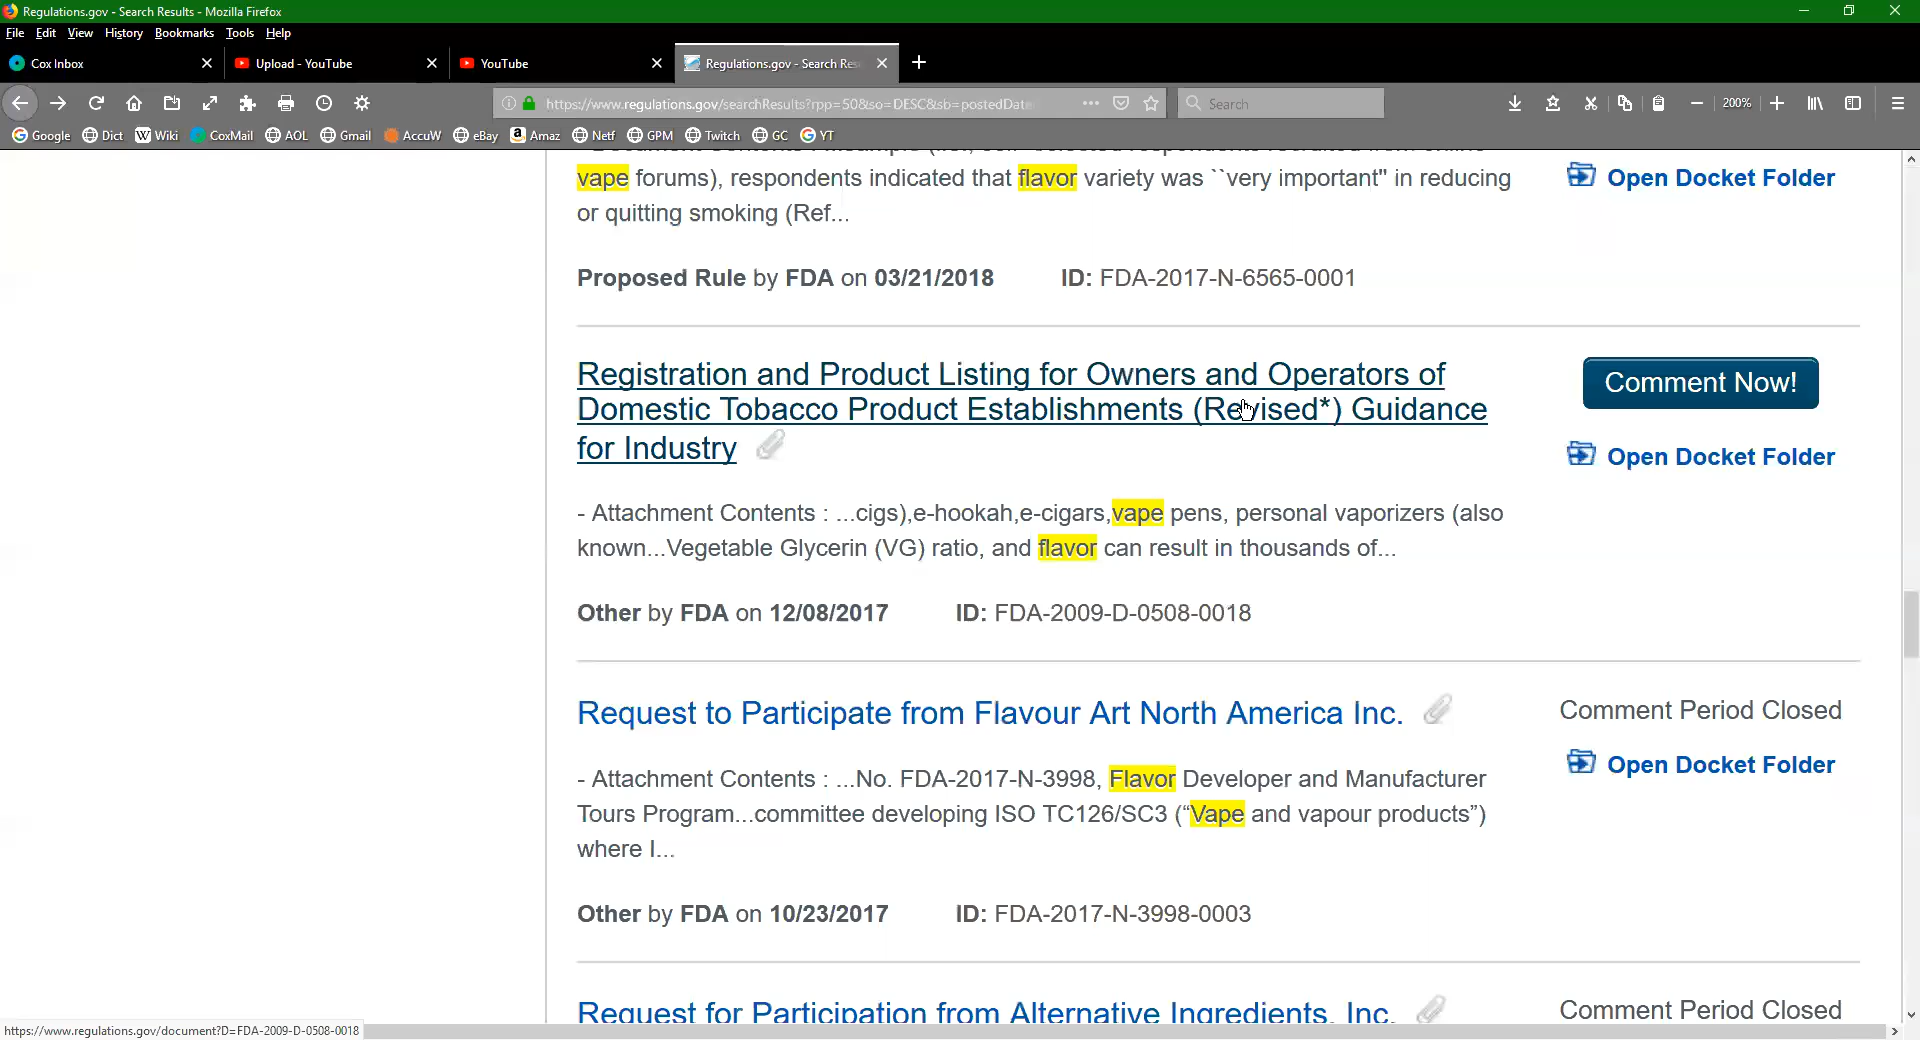 Regulations.gov - Search Results - Mozilla Firefox
File Edit View History Bookmarks Tools Help
Cox Inbox
Upload - YouTube
YouTube
Regulations.gov - Search Res
https://www.regulations.gov/searchResults?rpp=50&so=DESC&sb=postedDate
Search
200%
Google Dict Wiki CoxMail AOL Gmail AccuW eBay Amaz Netf GPM Twitch GC YT
vape forums), respondents indicated that flavor variety was ``very important'' in reducing
or quitting smoking (Ref...
Open Docket Folder
Proposed Rule by FDA on 03/21/2018 ID: FDA-2017-N-6565-0001
Registration and Product Listing for Owners and Operators of
Domestic Tobacco Product Establishments (Revised*) Guidance
for Industry
Comment Now!
Open Docket Folder
- Attachment Contents : ...cigs),e-hookah,e-cigars,vape pens, personal vaporizers (also
known...Vegetable Glycerin (VG) ratio, and flavor can result in thousands of...
Other by FDA on 12/08/2017 ID: FDA-2009-D-0508-0018
Request to Participate from Flavour Art North America Inc.
Comment Period Closed
Open Docket Folder
- Attachment Contents : ...No. FDA-2017-N-3998, Flavor Developer and Manufacturer
Tours Program...committee developing ISO TC126/SC3 (“Vape and vapour products”)
where I...
Other by FDA on 10/23/2017 ID: FDA-2017-N-3998-0003
Request for Participation from Alternative Ingredients, Inc.
Comment Period Closed
https://www.regulations.gov/document?D=FDA-2009-D-0508-0018